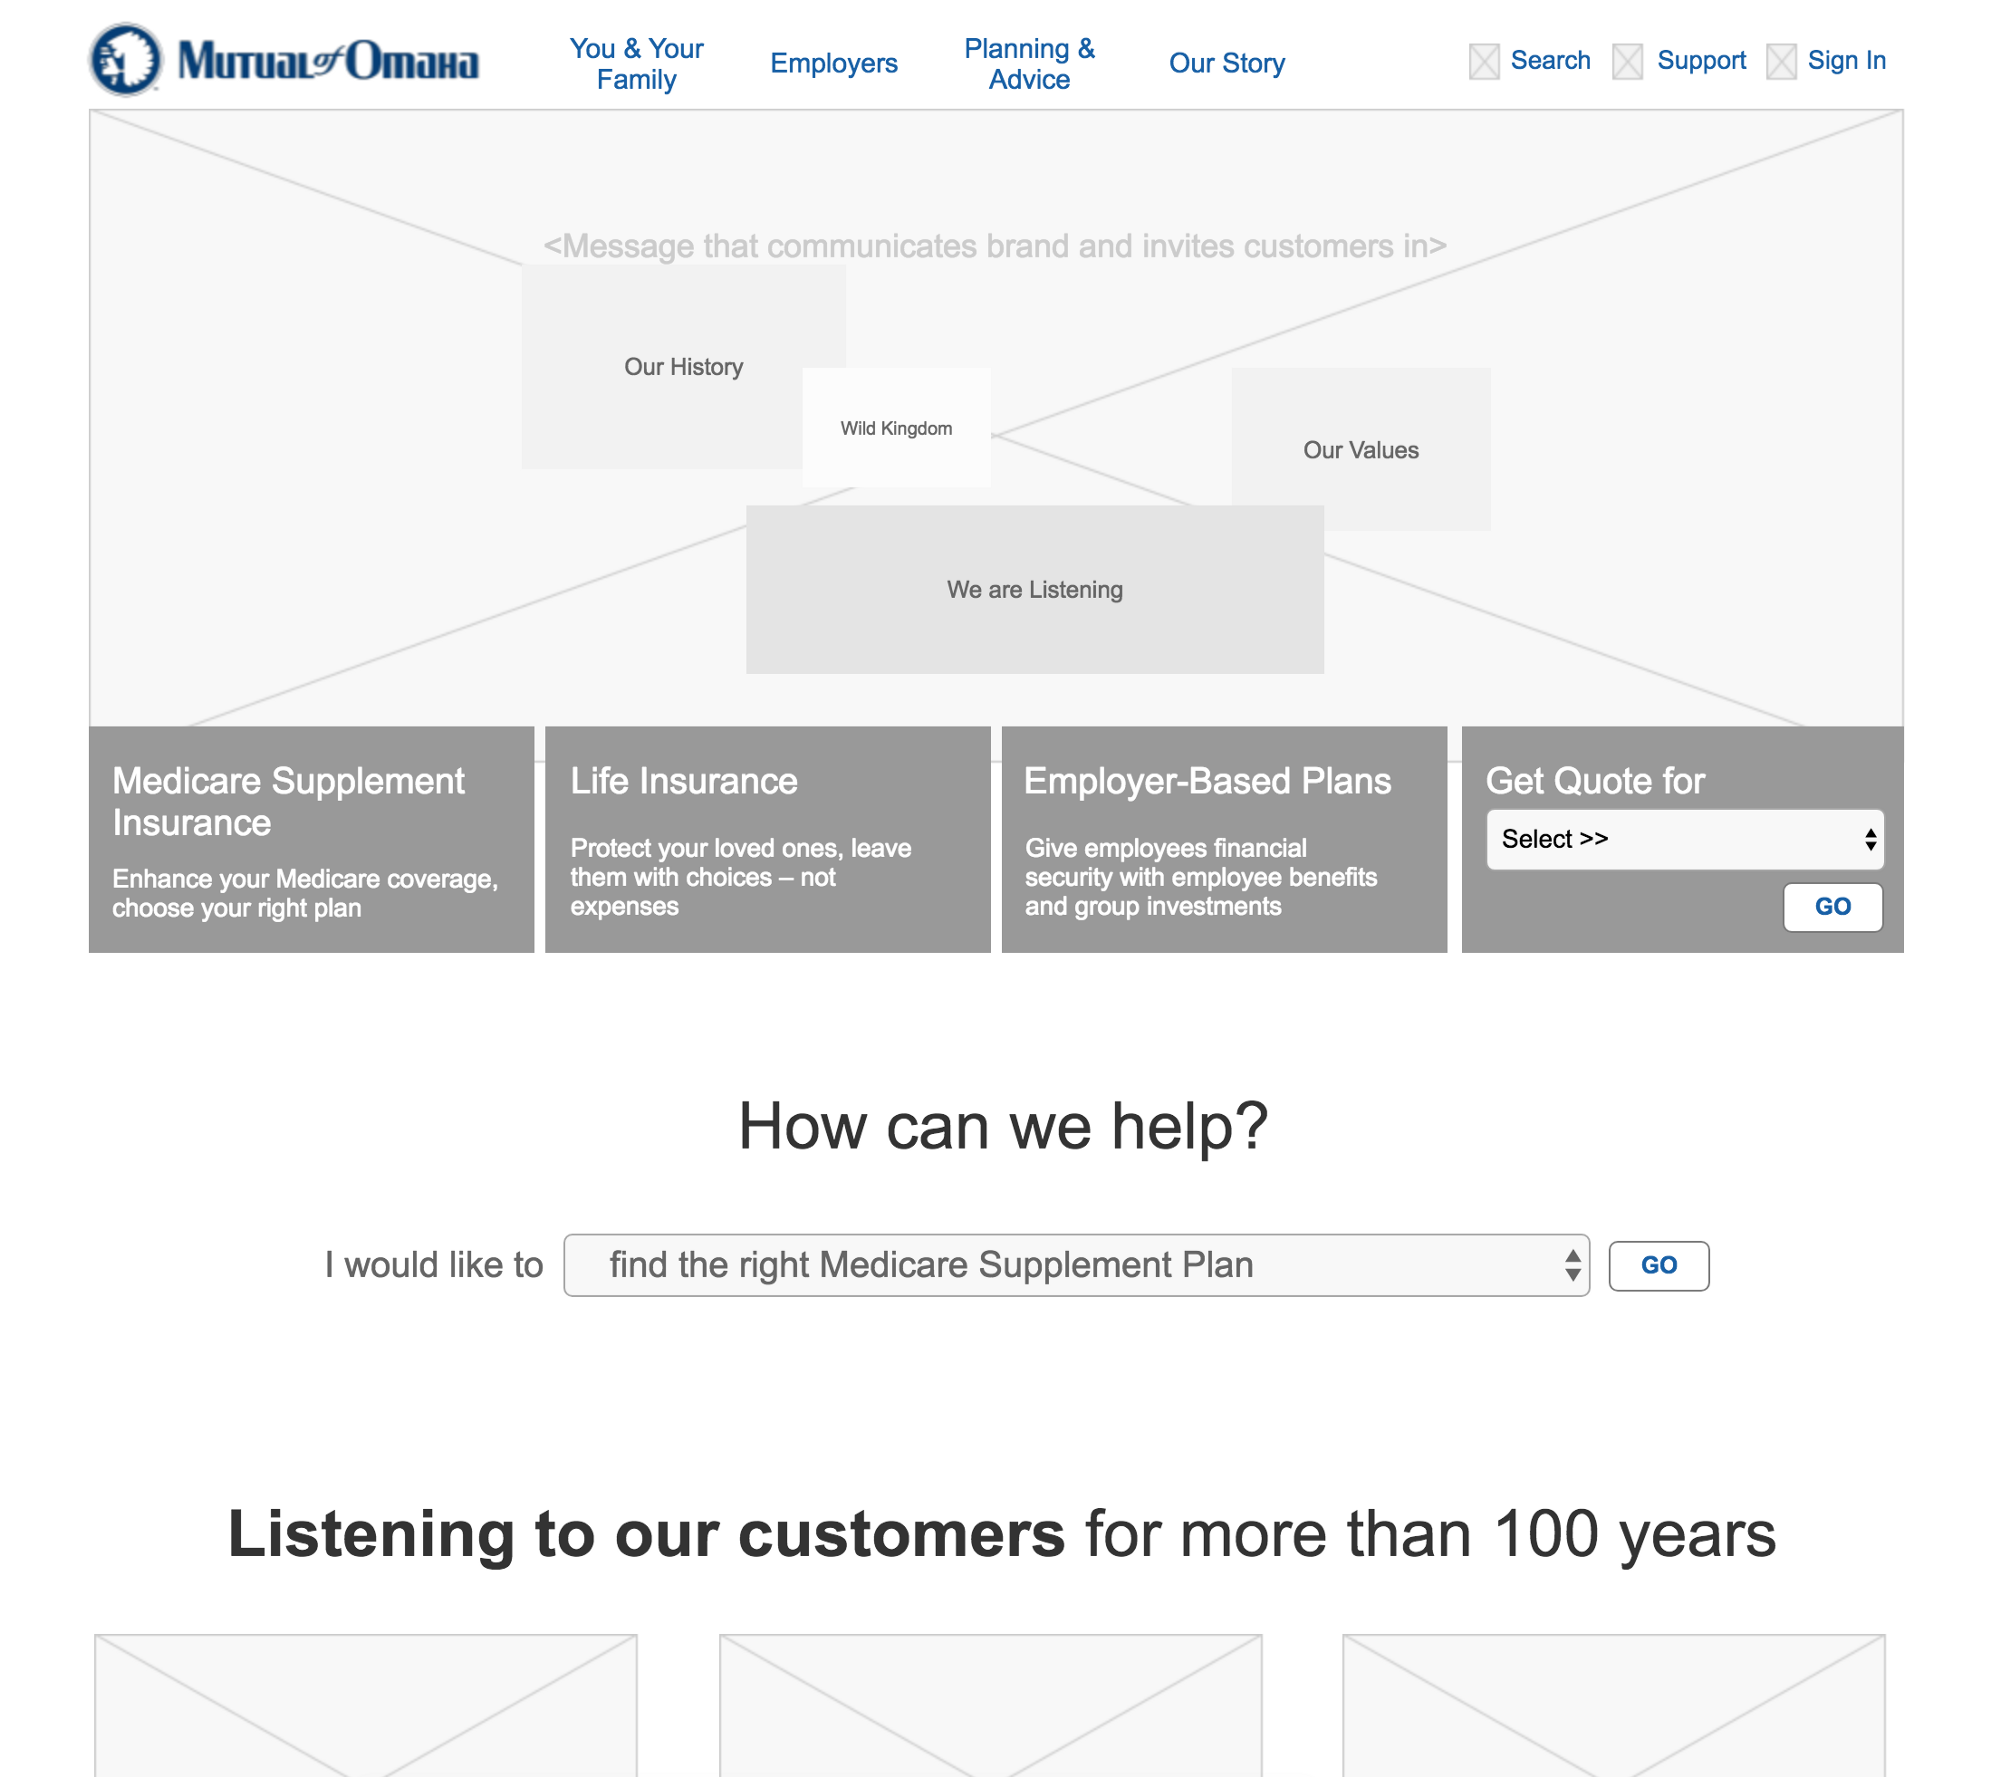 Mutual of Omaha
You & Your
Family
Employers
Planning &
Advice
Our Story
Search
Support
Sign In
<Message that communicates brand and invites customers in>
Our History
Wild Kingdom
Our Values
We are Listening
Medicare Supplement
Insurance
Enhance your Medicare coverage,
choose your right plan
Life Insurance
Protect your loved ones, leave
them with choices – not
expenses
Employer-Based Plans
Give employees financial
security with employee benefits
and group investments
Get Quote for
Select >>
GO
How can we help?
I would like to
find the right Medicare Supplement Plan
GO
Listening to our customers for more than 100 years